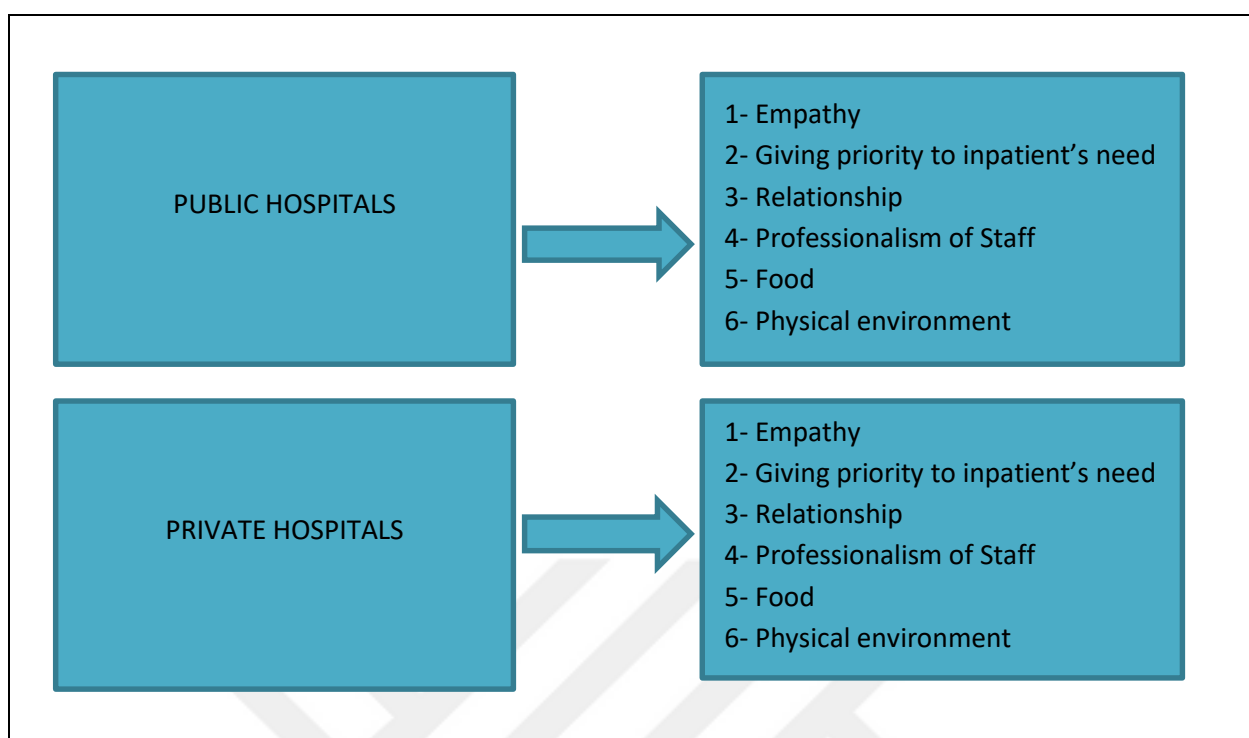 PUBLIC HOSPITALS
1- Empathy
2- Giving priority to inpatient’s need
3- Relationship
4- Professionalism of Staff
5- Food
6- Physical environment
PRIVATE HOSPITALS
1- Empathy
2- Giving priority to inpatient’s need
3- Relationship
4- Professionalism of Staff
5- Food
6- Physical environment